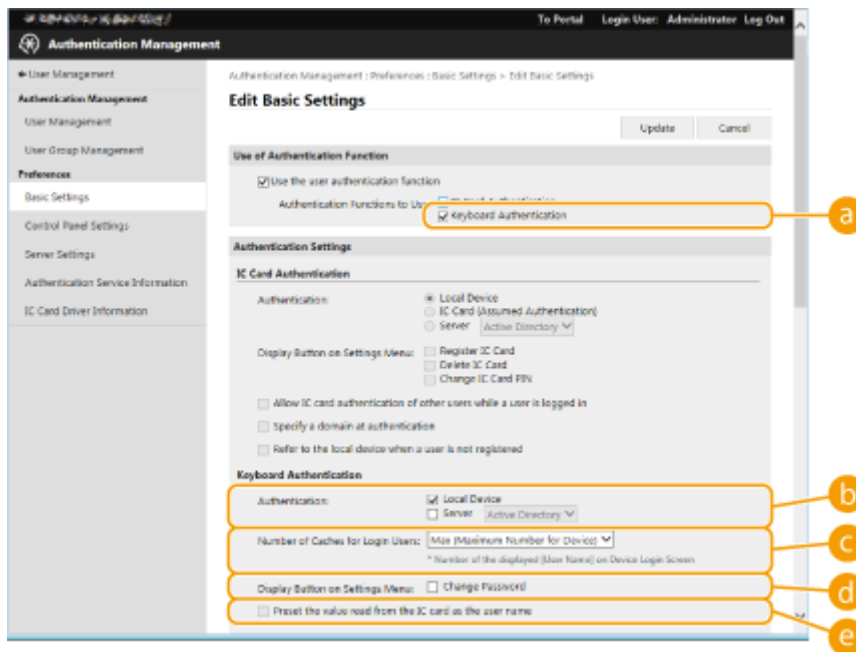 To Portal Login User: Administrator Log Out
Authentication Management
User Management
Authentication Management
User Management
User Group Management
Preferences
Basic Settings
Control Panel Settings
Server Settings
Authentication Service Information
IC Card Driver Information
Authentication Management : Preferences : Basic Settings > Edit Basic Settings
Edit Basic Settings
Update Cancel
Use of Authentication Function
Use the user authentication function
Authentication Functions to Use
Keyboard Authentication
a
Authentication Settings
IC Card Authentication
Authentication: Local Device
IC Card (Assumed Authentication)
Server Active Directory
Display Button on Settings Menu: Register IC Card
Delete IC Card
Change IC Card PIN
Allow IC card authentication of other users while a user is logged in
Specify a domain at authentication
Refer to the local device when a user is not registered
Keyboard Authentication
Authentication: Local Device
Server Active Directory
b
Number of Caches for Login Users: Max (Maximum Number for Device)
* Number of the displayed [User Name] on Device Login Screen
c
Display Button on Settings Menu: Change Password
d
Preset the value read from the IC card as the user name
e